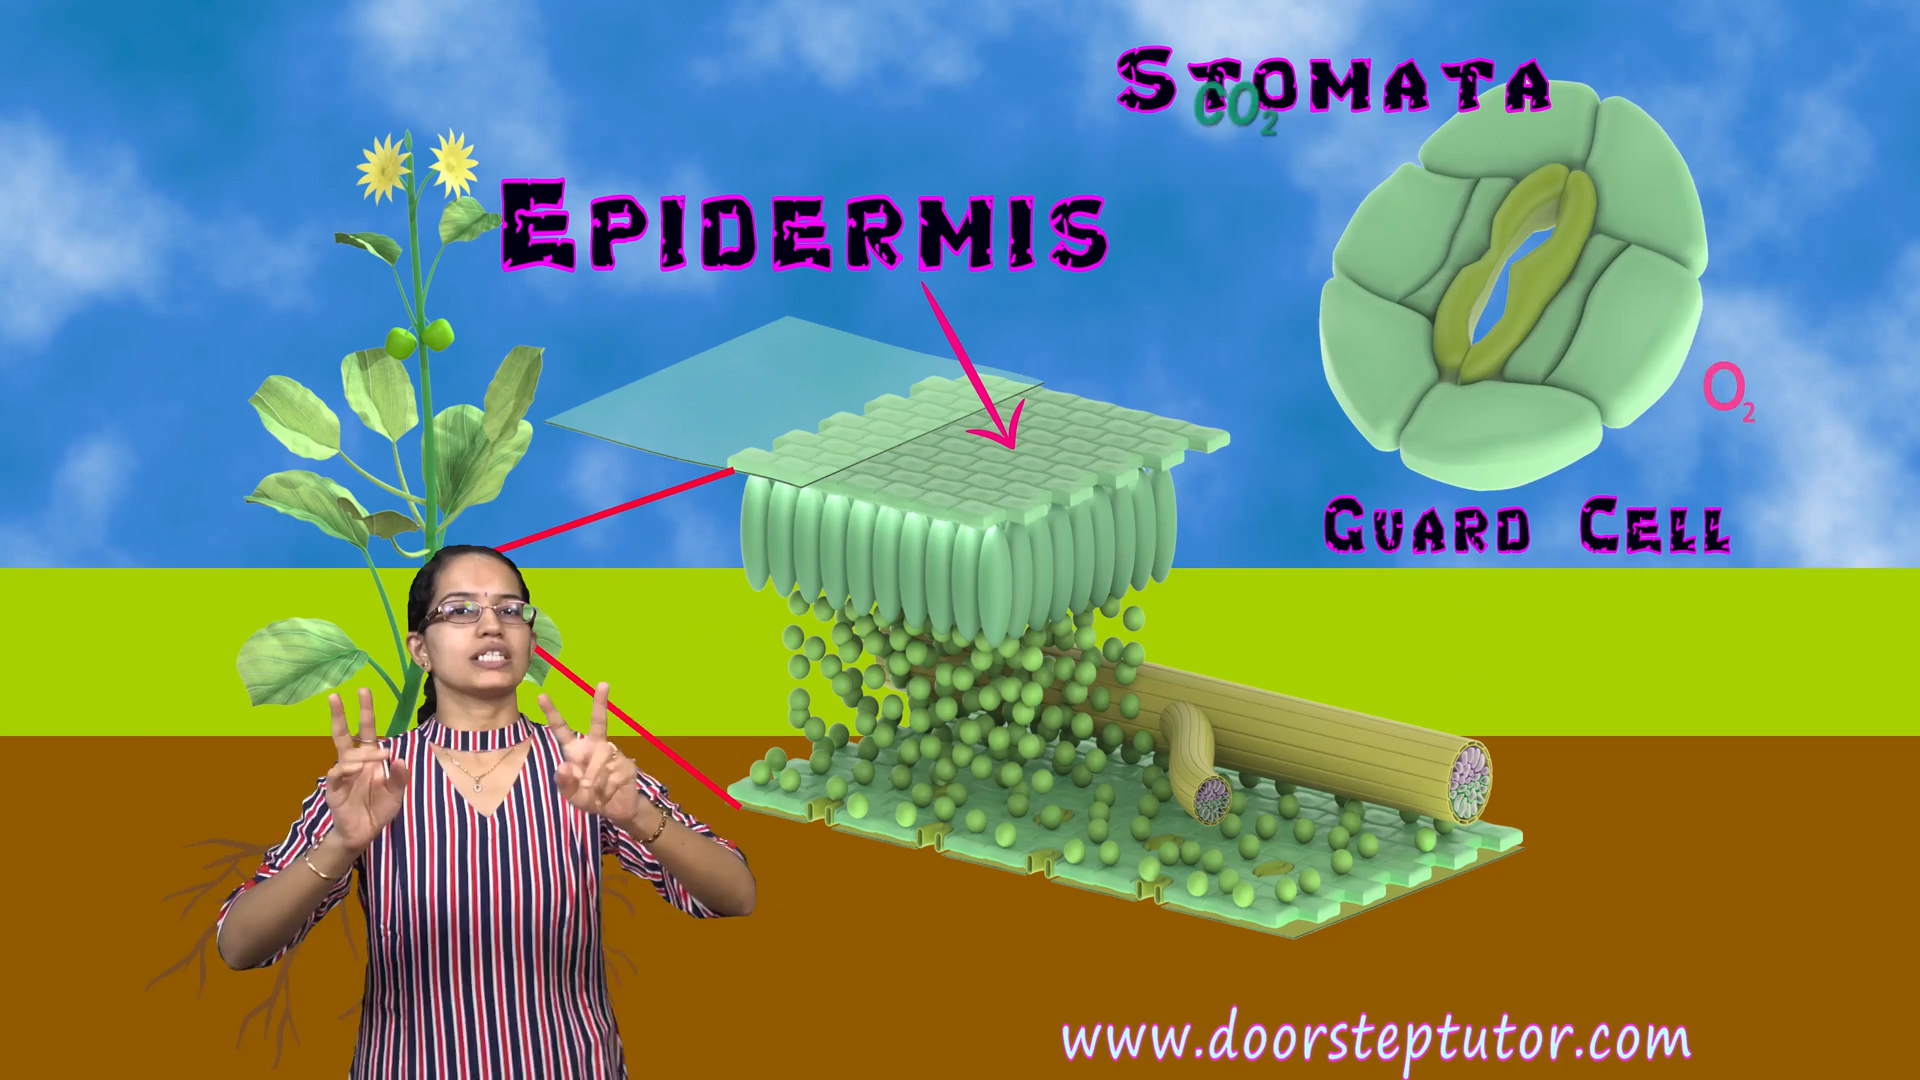 STOMATA
CO2
EPIDERMIS
O2
GUARD CELL
www.doorsteptutor.com